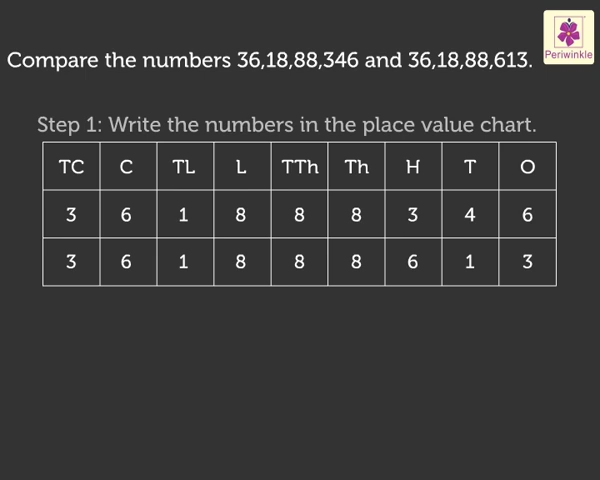 Periwinkle
Compare the numbers 36,18,88,346 and 36,18,88,613.
Step 1: Write the numbers in the place value chart.
TC C TL L TTh Th H T O
3 6 1 8 8 8 3 4 6
3 6 1 8 8 8 6 1 3